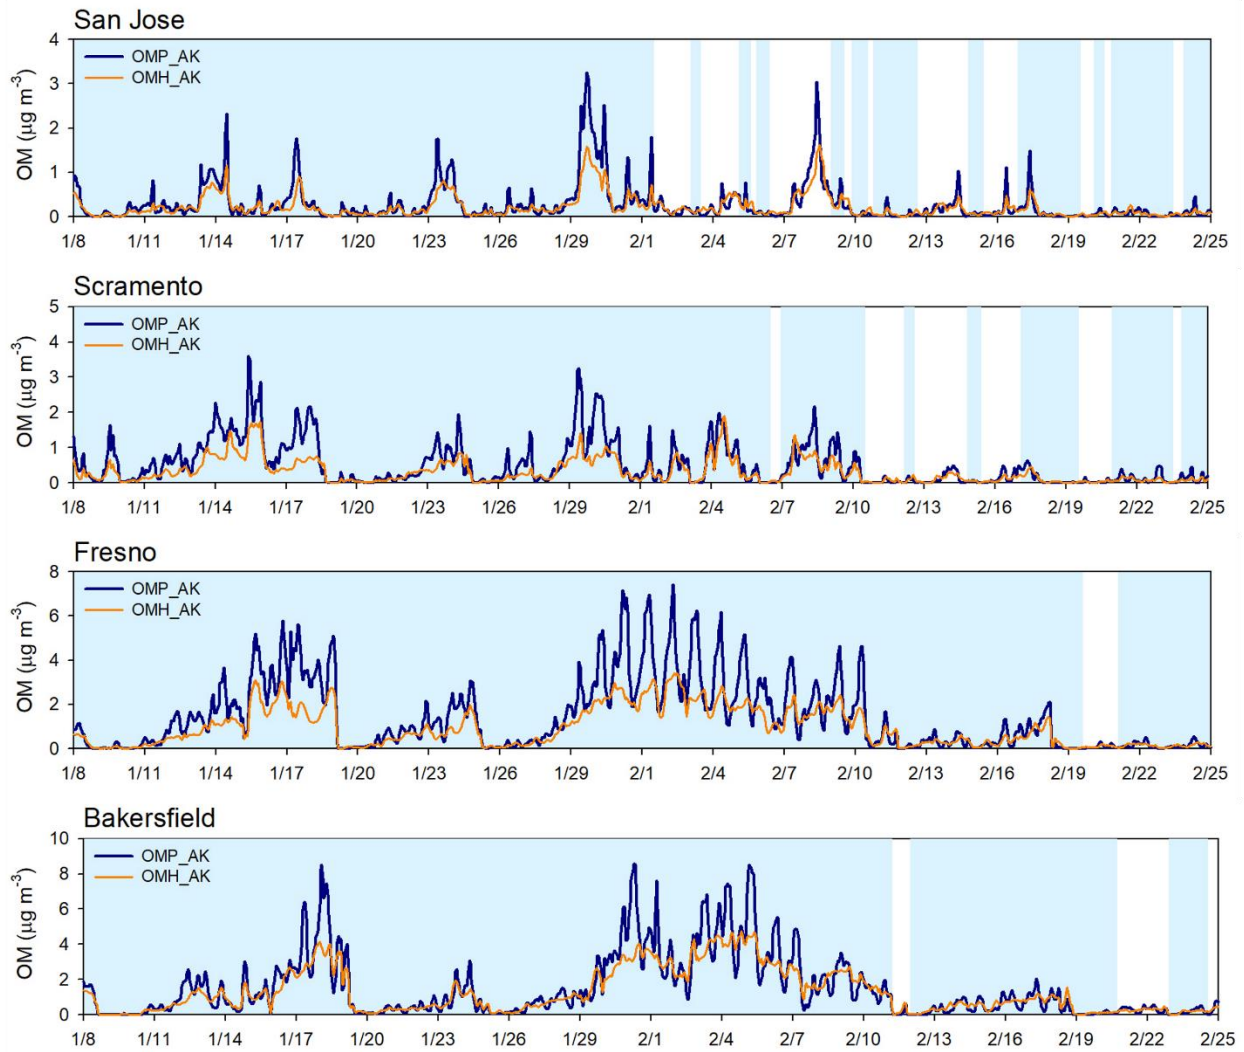 San Jose
4
3
2
1
0
OM (µg m⁻³)
OMP_AK
OMH_AK
1/8 1/11 1/14 1/17 1/20 1/23 1/26 1/29 2/1 2/4 2/7 2/10 2/13 2/16 2/19 2/22 2/25
Scramento
5
4
3
2
1
0
OM (µg m⁻³)
OMP_AK
OMH_AK
1/8 1/11 1/14 1/17 1/20 1/23 1/26 1/29 2/1 2/4 2/7 2/10 2/13 2/16 2/19 2/22 2/25
Fresno
8
6
4
2
0
OM (µg m⁻³)
OMP_AK
OMH_AK
1/8 1/11 1/14 1/17 1/20 1/23 1/26 1/29 2/1 2/4 2/7 2/10 2/13 2/16 2/19 2/22 2/25
Bakersfield
10
8
6
4
2
0
OM (µg m⁻³)
OMP_AK
OMH_AK
1/8 1/11 1/14 1/17 1/20 1/23 1/26 1/29 2/1 2/4 2/7 2/10 2/13 2/16 2/19 2/22 2/25